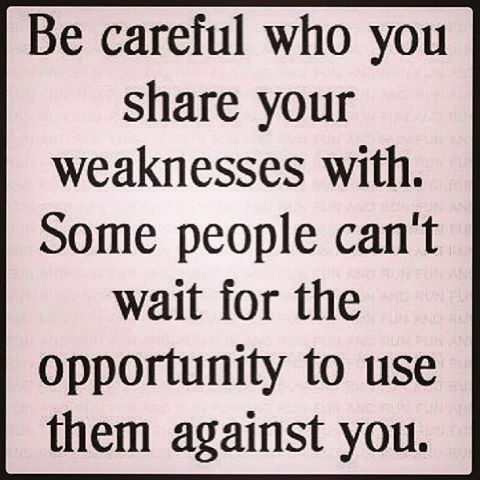 Be careful who you
share your
weaknesses with.
Some people can't
wait for the
opportunity to use
them against you.